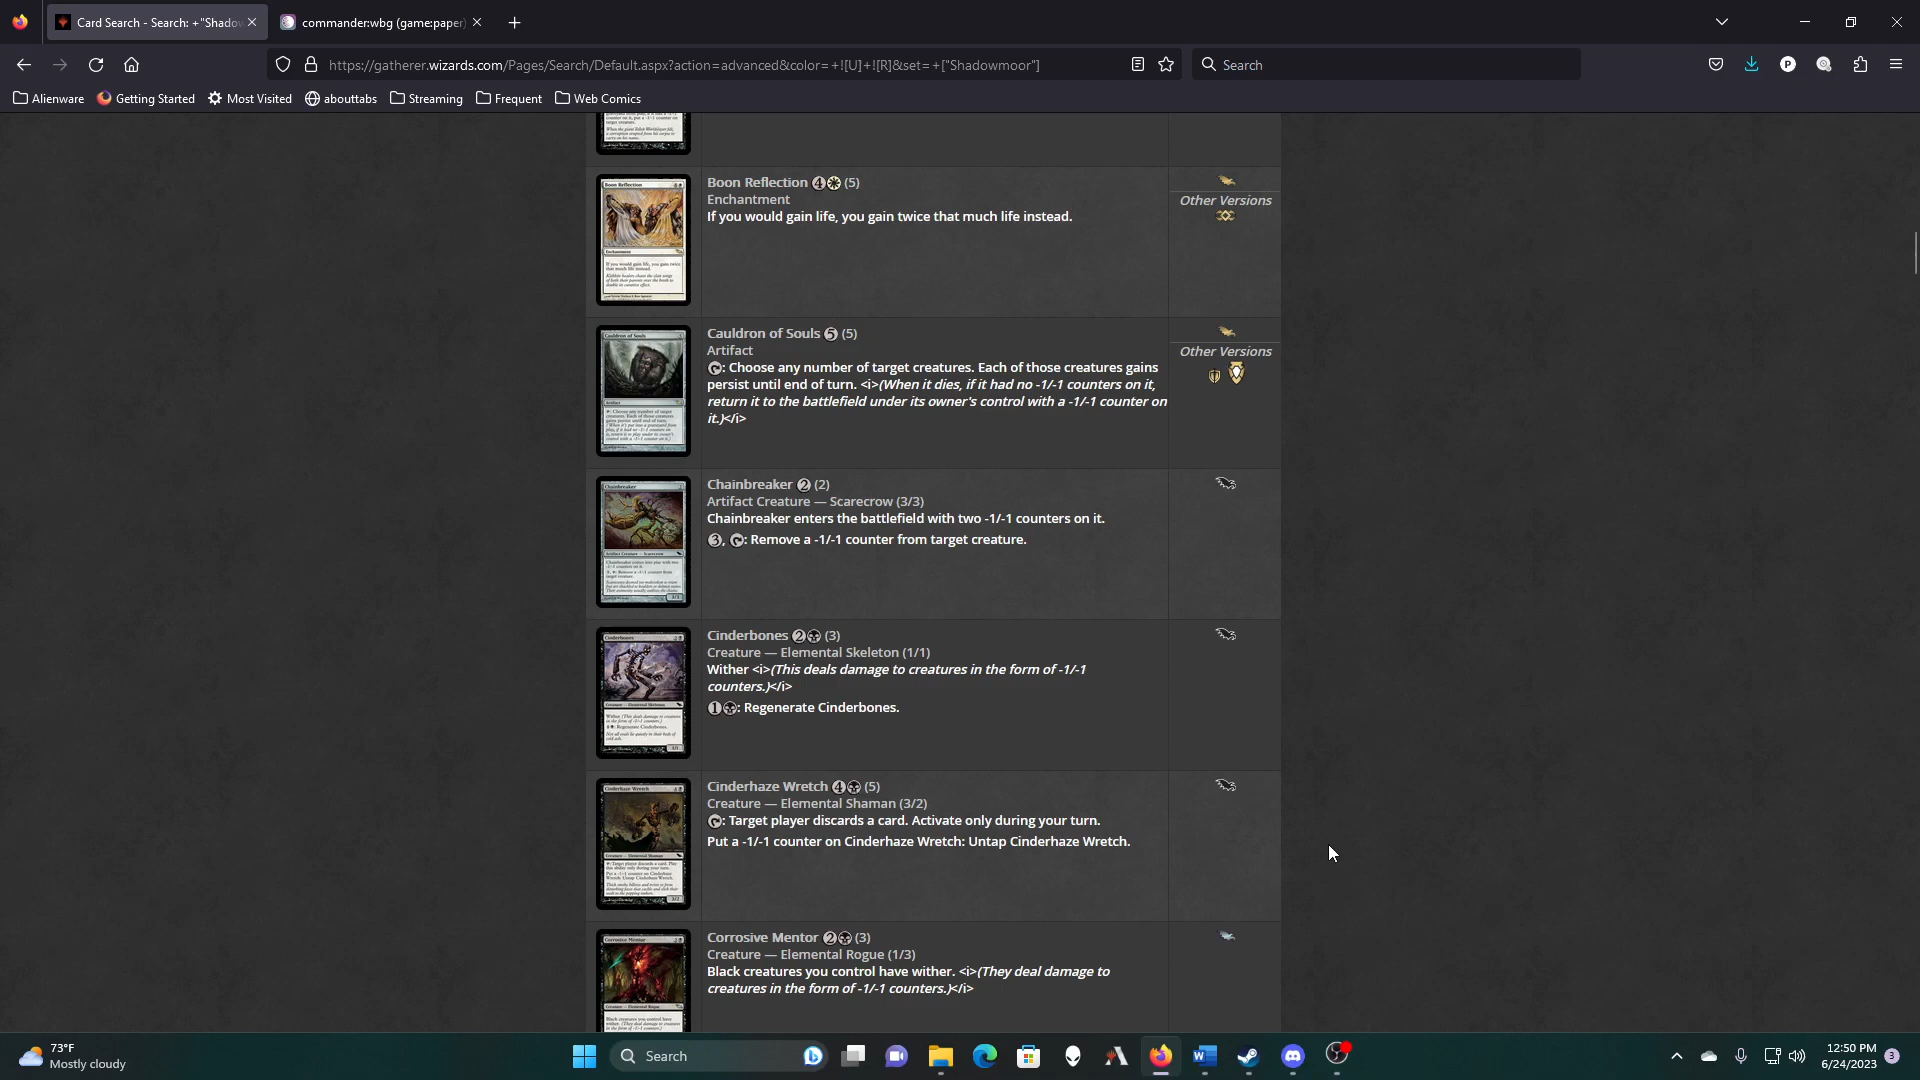 Card Search - Search: +"Shadov
commander:wbg (game:paper)
https://gatherer.wizards.com/Pages/Search/Default.aspx?action=advanced&color=+![U]+![R]&set=+["Shadowmoor"]
Search
Alienware
Getting Started
Most Visited
abouttabs
Streaming
Frequent
Web Comics
Boon Reflection 4 (5)
Enchantment
If you would gain life, you gain twice that much life instead.
Other Versions
Cauldron of Souls 5 (5)
Artifact
: Choose any number of target creatures. Each of those creatures gains
persist until end of turn. <i>(When it dies, if it had no -1/-1 counters on it,
return it to the battlefield under its owner's control with a -1/-1 counter on
it.)</i>
Other Versions
Chainbreaker 2 (2)
Artifact Creature — Scarecrow (3/3)
Chainbreaker enters the battlefield with two -1/-1 counters on it.
3, : Remove a -1/-1 counter from target creature.
Cinderbones 2 (3)
Creature — Elemental Skeleton (1/1)
Wither <i>(This deals damage to creatures in the form of -1/-1
counters.)</i>
1: Regenerate Cinderbones.
Cinderhaze Wretch 4 (5)
Creature — Elemental Shaman (3/2)
: Target player discards a card. Activate only during your turn.
Put a -1/-1 counter on Cinderhaze Wretch: Untap Cinderhaze Wretch.
Corrosive Mentor 2 (3)
Creature — Elemental Rogue (1/3)
Black creatures you control have wither. <i>(They deal damage to
creatures in the form of -1/-1 counters.)</i>
73°F
Mostly cloudy
Search
12:50 PM
6/24/2023
3